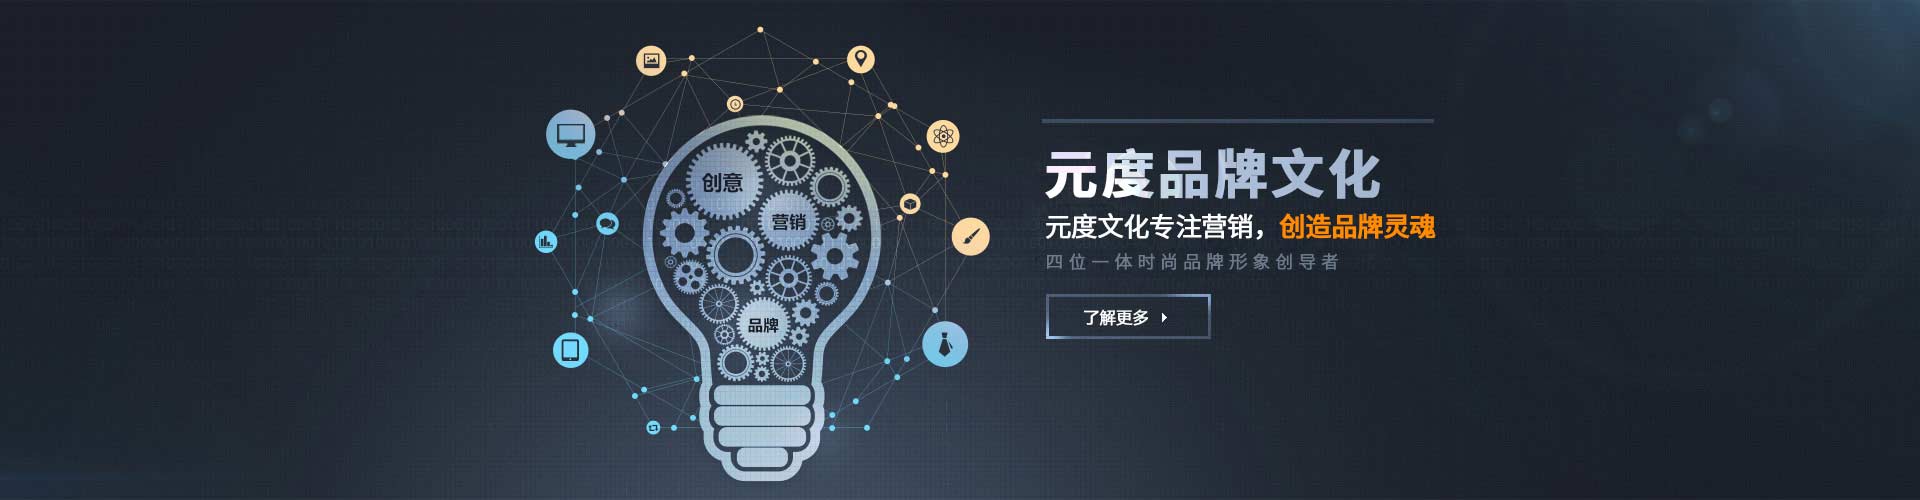 创意
营销
品牌
元度品牌文化
元度文化专注营销，创造品牌灵魂
四位一体时尚品牌形象创导者
了解更多